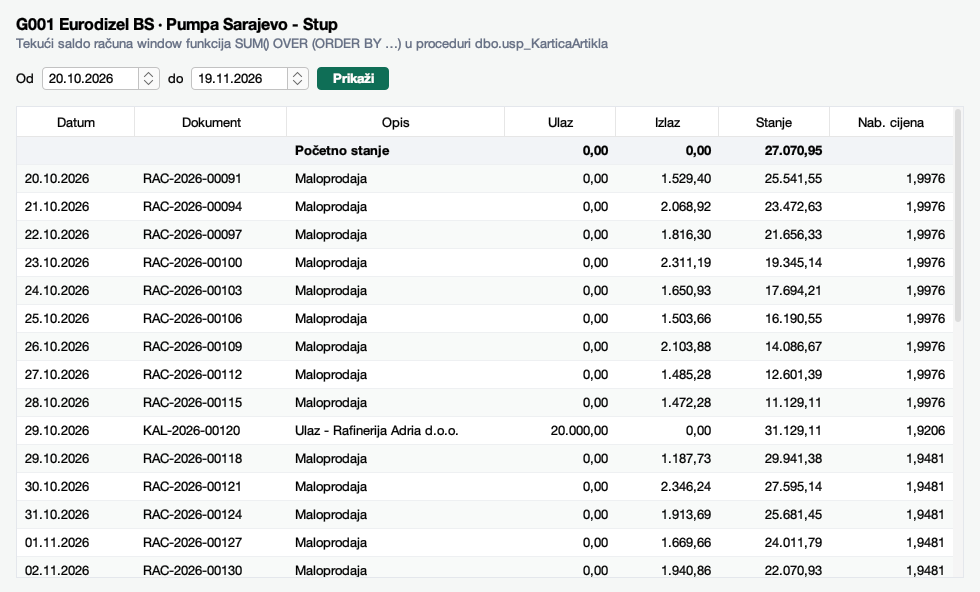 G001 Eurodizel BS · Pumpa Sarajevo - Stup
Tekući saldo računa window funkcija SUM() OVER (ORDER BY ...) u proceduri dbo.usp_KarticaArtikla
Od 20.10.2026 do 19.11.2026 Prikaži
Datum Dokument Opis Ulaz Izlaz Stanje Nab. cijena
Početno stanje 0,00 0,00 27.070,95
20.10.2026 RAC-2026-00091 Maloprodaja 0,00 1.529,40 25.541,55 1,9976
21.10.2026 RAC-2026-00094 Maloprodaja 0,00 2.068,92 23.472,63 1,9976
22.10.2026 RAC-2026-00097 Maloprodaja 0,00 1.816,30 21.656,33 1,9976
23.10.2026 RAC-2026-00100 Maloprodaja 0,00 2.311,19 19.345,14 1,9976
24.10.2026 RAC-2026-00103 Maloprodaja 0,00 1.650,93 17.694,21 1,9976
25.10.2026 RAC-2026-00106 Maloprodaja 0,00 1.503,66 16.190,55 1,9976
26.10.2026 RAC-2026-00109 Maloprodaja 0,00 2.103,88 14.086,67 1,9976
27.10.2026 RAC-2026-00112 Maloprodaja 0,00 1.485,28 12.601,39 1,9976
28.10.2026 RAC-2026-00115 Maloprodaja 0,00 1.472,28 11.129,11 1,9976
29.10.2026 KAL-2026-00120 Ulaz - Rafinerija Adria d.o.o. 20.000,00 0,00 31.129,11 1,9206
29.10.2026 RAC-2026-00118 Maloprodaja 0,00 1.187,73 29.941,38 1,9481
30.10.2026 RAC-2026-00121 Maloprodaja 0,00 2.346,24 27.595,14 1,9481
31.10.2026 RAC-2026-00124 Maloprodaja 0,00 1.913,69 25.681,45 1,9481
01.11.2026 RAC-2026-00127 Maloprodaja 0,00 1.669,66 24.011,79 1,9481
02.11.2026 RAC-2026-00130 Maloprodaja 0,00 1.940,86 22.070,93 1,9481